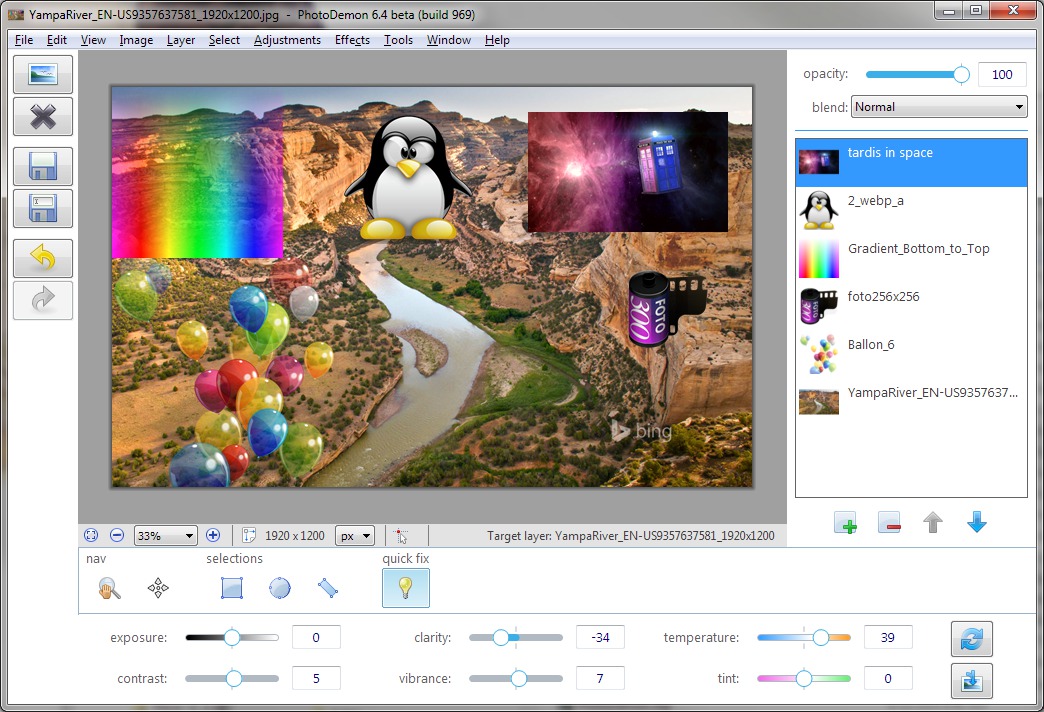 YampaRiver_EN-US9357637581_1920x1200.jpg - PhotoDemon 6.4 beta (build 969)
File Edit View Image Layer Select Adjustments Effects Tools Window Help
opacity: 100
blend: Normal
tardis in space
2_webp_a
Gradient_Bottom_to_Top
foto256x256
Ballon_6
YampaRiver_EN-US9357637...
300 FOTO
bing
33% 1920 x 1200 px Target layer: YampaRiver_EN-US9357637581_1920x1200
nav selections quick fix
exposure: 0 clarity: -34 temperature: 39
contrast: 5 vibrance: 7 tint: 0